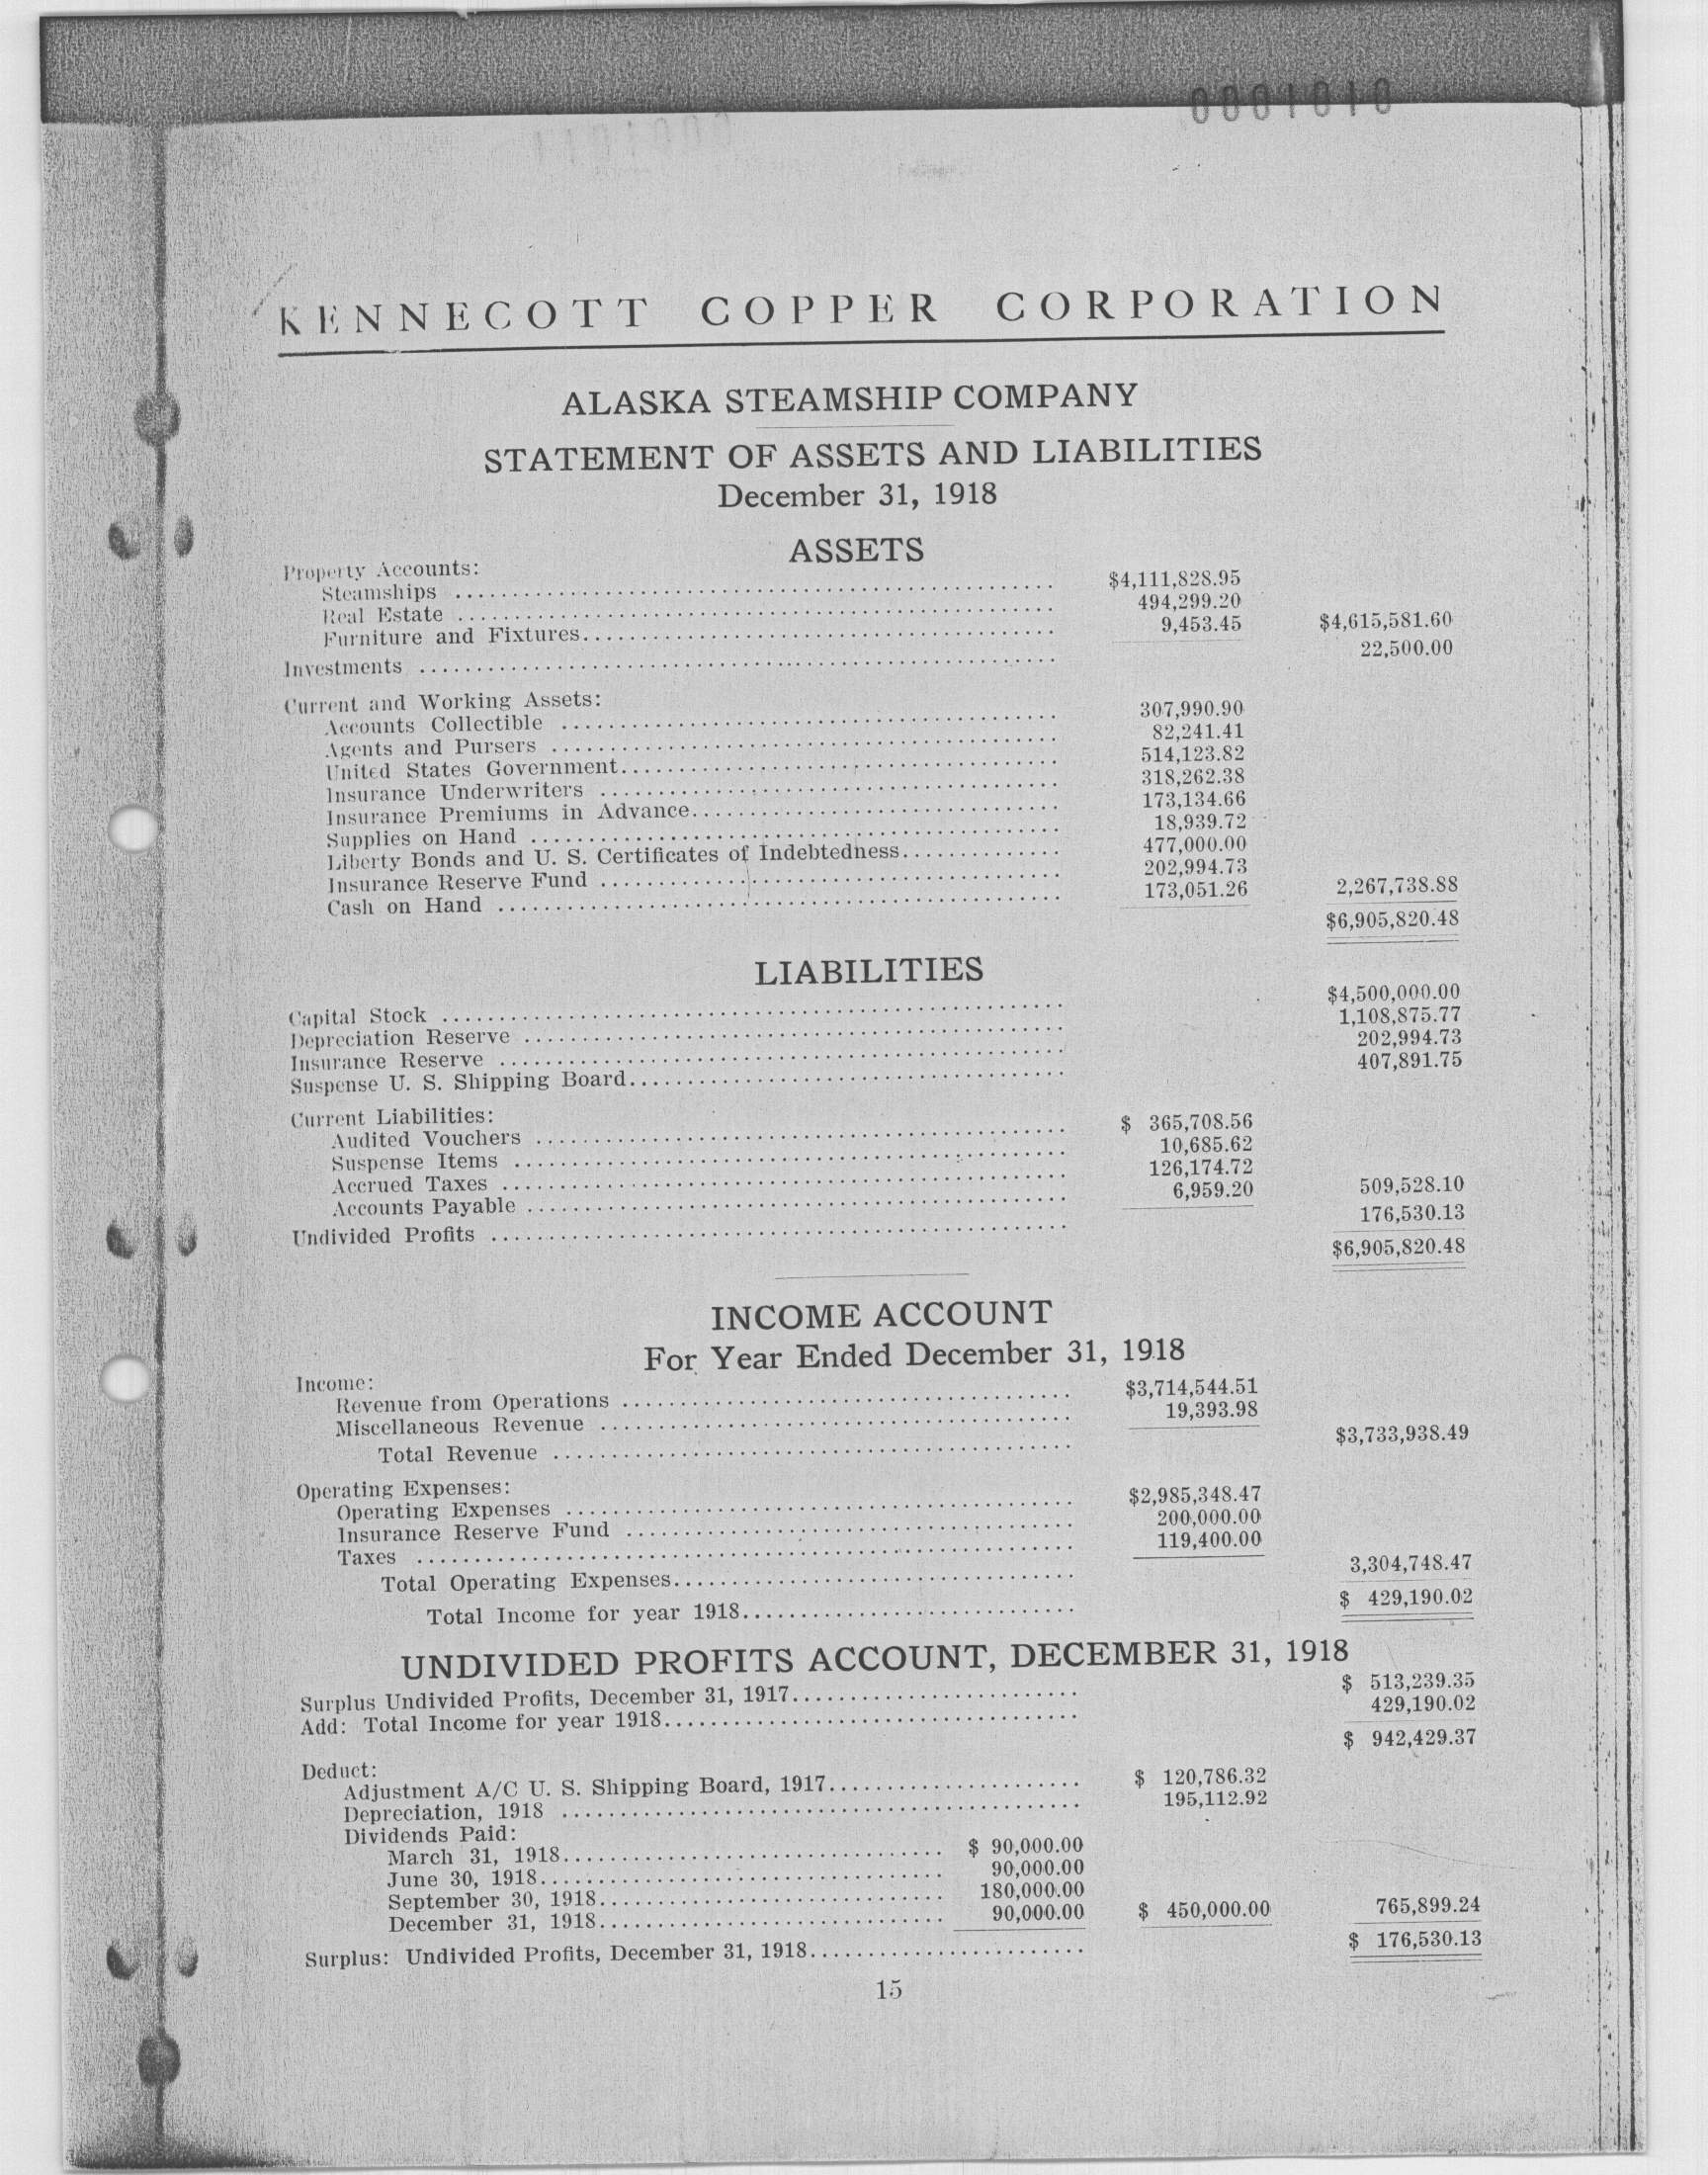 0001010
KENNECOTT COPPER CORPORATION
ALASKA STEAMSHIP COMPANY
STATEMENT OF ASSETS AND LIABILITIES
December 31, 1918
ASSETS
Property Accounts:
Steamships $4,111,828.95
Real Estate 494,299.20
Furniture and Fixtures 9,453.45 $4,615,581.60
Investments 22,500.00
Current and Working Assets:
Accounts Collectible 307,990.90
Agents and Pursers 82,241.41
United States Government 514,123.82
Insurance Underwriters 318,262.38
Insurance Premiums in Advance 173,134.66
Supplies on Hand 18,939.72
Liberty Bonds and U. S. Certificates of Indebtedness 477,000.00
Insurance Reserve Fund 202,994.73
Cash on Hand 173,051.26 2,267,738.88
$6,905,820.48
LIABILITIES
Capital Stock $4,500,000.00
Depreciation Reserve 1,108,875.77
Insurance Reserve 202,994.73
Suspense U. S. Shipping Board 407,891.75
Current Liabilities:
Audited Vouchers $ 365,708.56
Suspense Items 10,685.62
Accrued Taxes 126,174.72
Accounts Payable 6,959.20 509,528.10
Undivided Profits 176,530.13
$6,905,820.48
INCOME ACCOUNT
For Year Ended December 31, 1918
Income:
Revenue from Operations $3,714,544.51
Miscellaneous Revenue 19,393.98
Total Revenue $3,733,938.49
Operating Expenses:
Operating Expenses $2,985,348.47
Insurance Reserve Fund 200,000.00
Taxes 119,400.00
Total Operating Expenses 3,304,748.47
Total Income for year 1918 $ 429,190.02
UNDIVIDED PROFITS ACCOUNT, DECEMBER 31, 1918
Surplus Undivided Profits, December 31, 1917 $ 513,239.35
Add: Total Income for year 1918 429,190.02
$ 942,429.37
Deduct:
Adjustment A/C U. S. Shipping Board, 1917 $ 120,786.32
Depreciation, 1918 195,112.92
Dividends Paid:
March 31, 1918 $ 90,000.00
June 30, 1918 90,000.00
September 30, 1918 180,000.00
December 31, 1918 90,000.00 $ 450,000.00 765,899.24
Surplus: Undivided Profits, December 31, 1918 $ 176,530.13
15